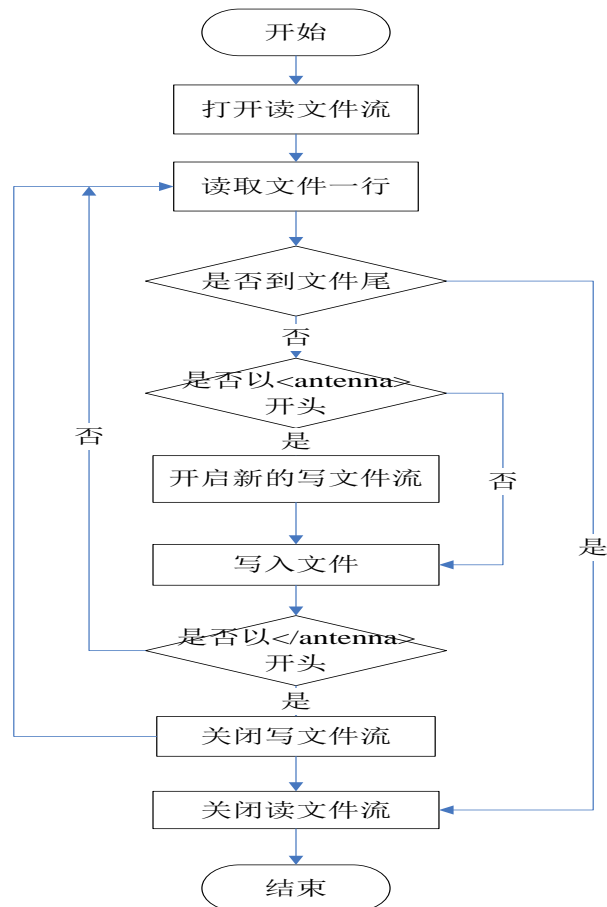 开始
打开读文件流
读取文件一行
是否到文件尾
否
是否以<antenna>
开头
是
否
开启新的写文件流
否
写入文件
是
是否以</antenna>
开头
是
关闭写文件流
关闭读文件流
结束